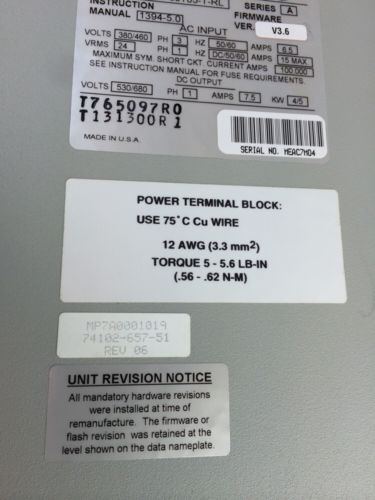 INSTRUCTION
MANUAL 1394-5.0
SERIES A
FIRMWARE
VER. V3.6
AC INPUT
VOLTS 380/460 PH 3 HZ 50/60 AMPS 6.5
VRMS 24 PH 1 HZ DC/50/60 AMPS 15 MAX
MAXIMUM SYM. SHORT CKT. CURRENT AMPS 100,000
SEE INSTRUCTION MANUAL FOR FUSE REQUIREMENTS.
DC OUTPUT
VOLTS 530/680 PH 1 AMPS 7.5 KW 4/5
T765097R0
T131300R 1
MADE IN U.S.A.
SERIAL NO. MEAC7M04
POWER TERMINAL BLOCK:
USE 75°C Cu WIRE
12 AWG (3.3 mm²)
TORQUE 5 - 5.6 LB-IN
(.56 - .62 N-M)
MP7A0001019
74102-657-51
REV 06
UNIT REVISION NOTICE
All mandatory hardware revisions
were installed at time of
remanufacture. The firmware or
flash revision was retained at the
level shown on the data nameplate.